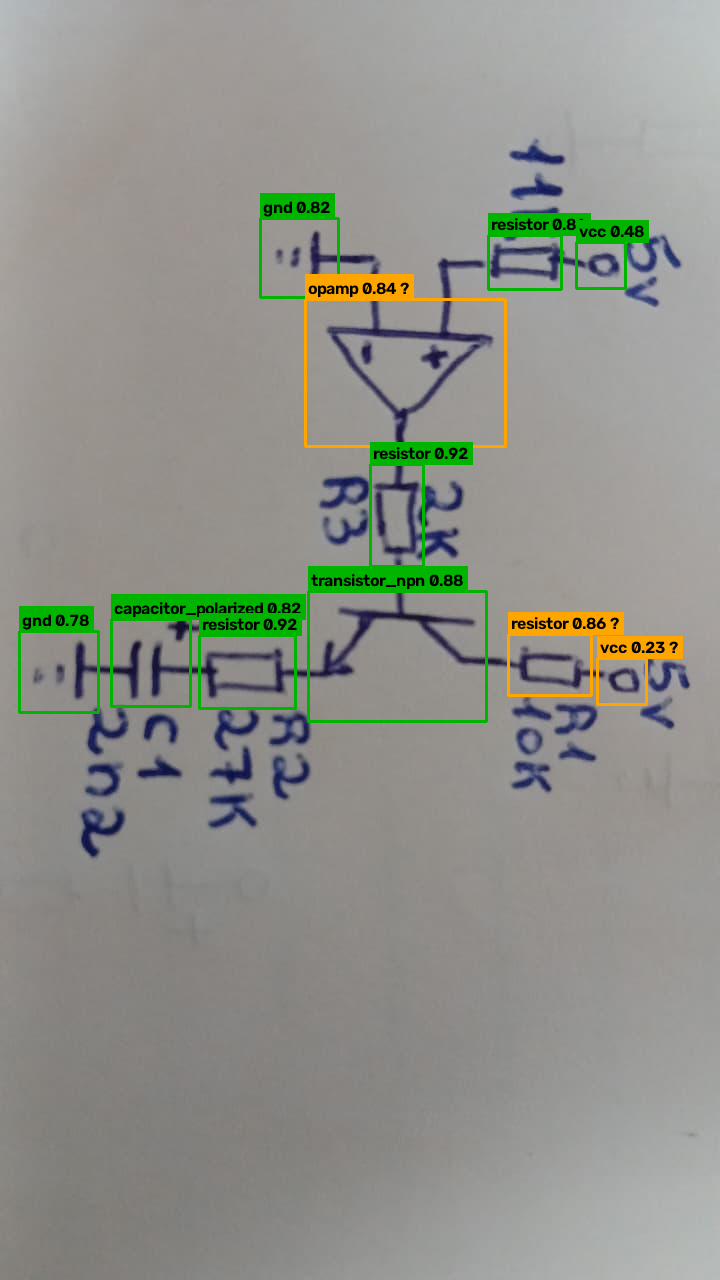 gnd 0.82
resistor 0.8
vcc 0.48
5v
opamp 0.84 ?
-
+
resistor 0.92
R3
2K
transistor_npn 0.88
gnd 0.78
capacitor_polarized 0.82
+
resistor 0.92
resistor 0.86 ?
vcc 0.23 ?
5v
R1
10K
R2
27K
C1
2n2